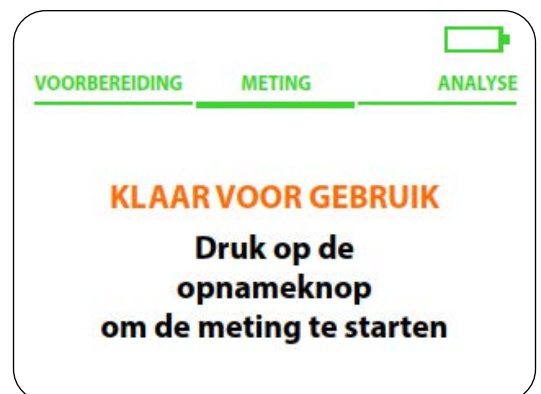 VOORBEREIDING METING ANALYSE
KLAAR VOOR GEBRUIK
Druk op de
opnameknop
om de meting te starten